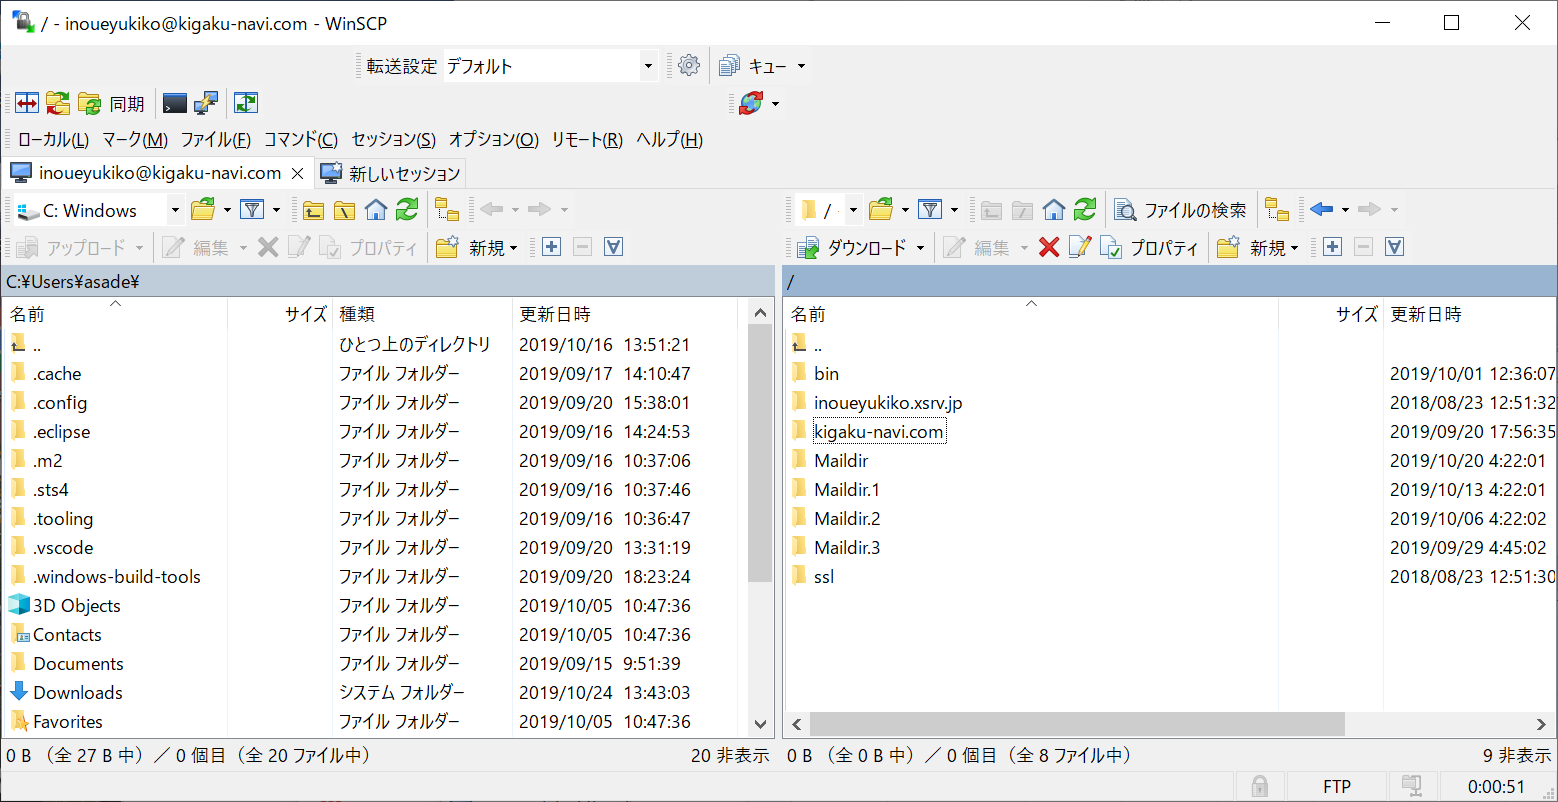 / - inoueyukiko@kigaku-navi.com - WinSCP
転送設定 デフォルト キュー
同期
ローカル(L) マーク(M) ファイル(F) コマンド(C) セッション(S) オプション(O) リモート(R) ヘルプ(H)
inoueyukiko@kigaku-navi.com 新しいセッション
C: Windows / ファイルの検索
アップロード 編集 プロパティ 新規 ダウンロード 編集 プロパティ 新規
C:¥Users¥asade¥
名前 サイズ 種類 更新日時
.. ひとつ上のディレクトリ 2019/10/16 13:51:21
.cache ファイル フォルダー 2019/09/17 14:10:47
.config ファイル フォルダー 2019/09/20 15:38:01
.eclipse ファイル フォルダー 2019/09/16 14:24:53
.m2 ファイル フォルダー 2019/09/16 10:37:06
.sts4 ファイル フォルダー 2019/09/16 10:37:46
.tooling ファイル フォルダー 2019/09/16 10:36:47
.vscode ファイル フォルダー 2019/09/20 13:31:19
.windows-build-tools ファイル フォルダー 2019/09/20 18:23:24
3D Objects ファイル フォルダー 2019/10/05 10:47:36
Contacts ファイル フォルダー 2019/10/05 10:47:36
Documents ファイル フォルダー 2019/09/15 9:51:39
Downloads システム フォルダー 2019/10/24 13:43:03
Favorites ファイル フォルダー 2019/10/05 10:47:36
0 B （全 27 B 中）／ 0 個目（全 20 ファイル中） 20 非表示
/
名前 サイズ 更新日時
..
bin 2019/10/01 12:36:07
inoueyukiko.xsrv.jp 2018/08/23 12:51:32
kigaku-navi.com 2019/09/20 17:56:35
Maildir 2019/10/20 4:22:01
Maildir.1 2019/10/13 4:22:01
Maildir.2 2019/10/06 4:22:02
Maildir.3 2019/09/29 4:45:02
ssl 2018/08/23 12:51:30
0 B （全 0 B 中）／ 0 個目（全 8 ファイル中） 9 非表示
FTP 0:00:51